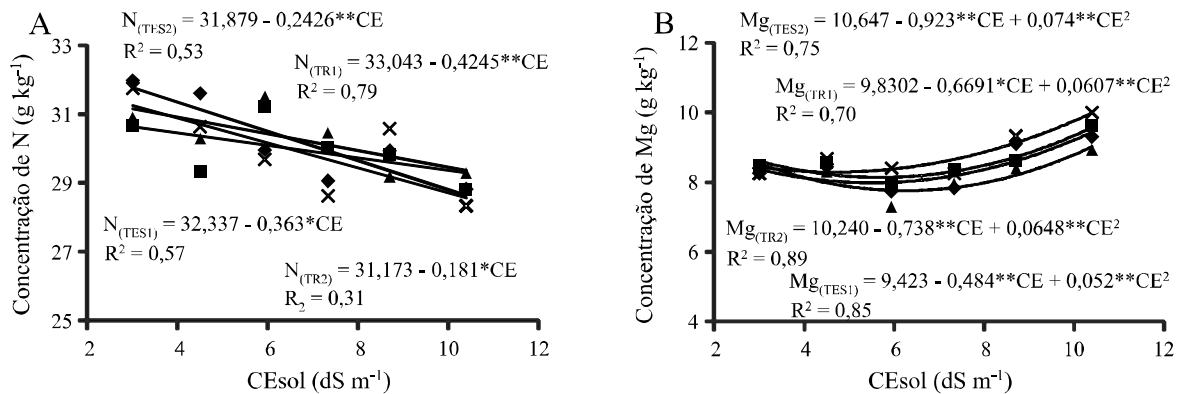 A
N(TES2) = 31,879 - 0,2426**CE
R² = 0,53
N(TR1) = 33,043 - 0,4245**CE
R² = 0,79
N(TES1) = 32,337 - 0,363*CE
R² = 0,57
N(TR2) = 31,173 - 0,181*CE
R₂ = 0,31
Concentração de N (g kg⁻¹)
33
31
29
27
25
2 4 6 8 10 12
CEsol (dS m⁻¹)
B
Mg(TES2) = 10,647 - 0,923**CE + 0,074**CE²
R² = 0,75
Mg(TR1) = 9,8302 - 0,6691*CE + 0,0607**CE²
R² = 0,70
Mg(TR2) = 10,240 - 0,738**CE + 0,0648**CE²
R² = 0,89
Mg(TES1) = 9,423 - 0,484**CE + 0,052**CE²
R² = 0,85
Concentração de Mg (g kg⁻¹)
12
10
8
6
4
2 4 6 8 10 12
CEsol (dS m⁻¹)